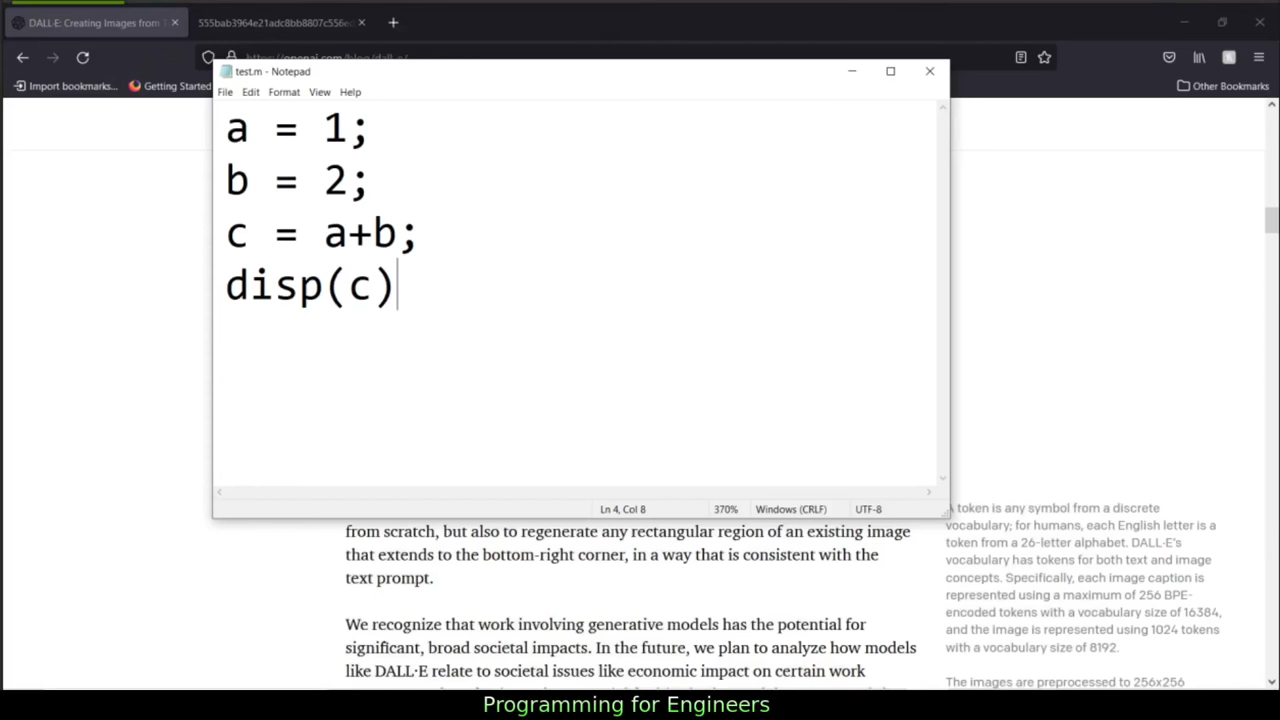 DALL·E: Creating Images from T
555bab3964e21adc8bb8807c556e
https://openai.com/blog/dall-e/
Import bookmarks...
Getting Started
Other Bookmarks
test.m - Notepad
File Edit Format View Help
a = 1;
b = 2;
c = a+b;
disp(c)
Ln 4, Col 8
370%
Windows (CRLF)
UTF-8
from scratch, but also to regenerate any rectangular region of an existing image
that extends to the bottom-right corner, in a way that is consistent with the
text prompt.
We recognize that work involving generative models has the potential for
significant, broad societal impacts. In the future, we plan to analyze how models
like DALL·E relate to societal issues like economic impact on certain work
A token is any symbol from a discrete
vocabulary; for humans, each English letter is a
token from a 26-letter alphabet. DALL·E's
vocabulary has tokens for both text and image
concepts. Specifically, each image caption is
represented using a maximum of 256 BPE-
encoded tokens with a vocabulary size of 16384,
and the image is represented using 1024 tokens
with a vocabulary size of 8192.
The images are preprocessed to 256x256
Programming for Engineers